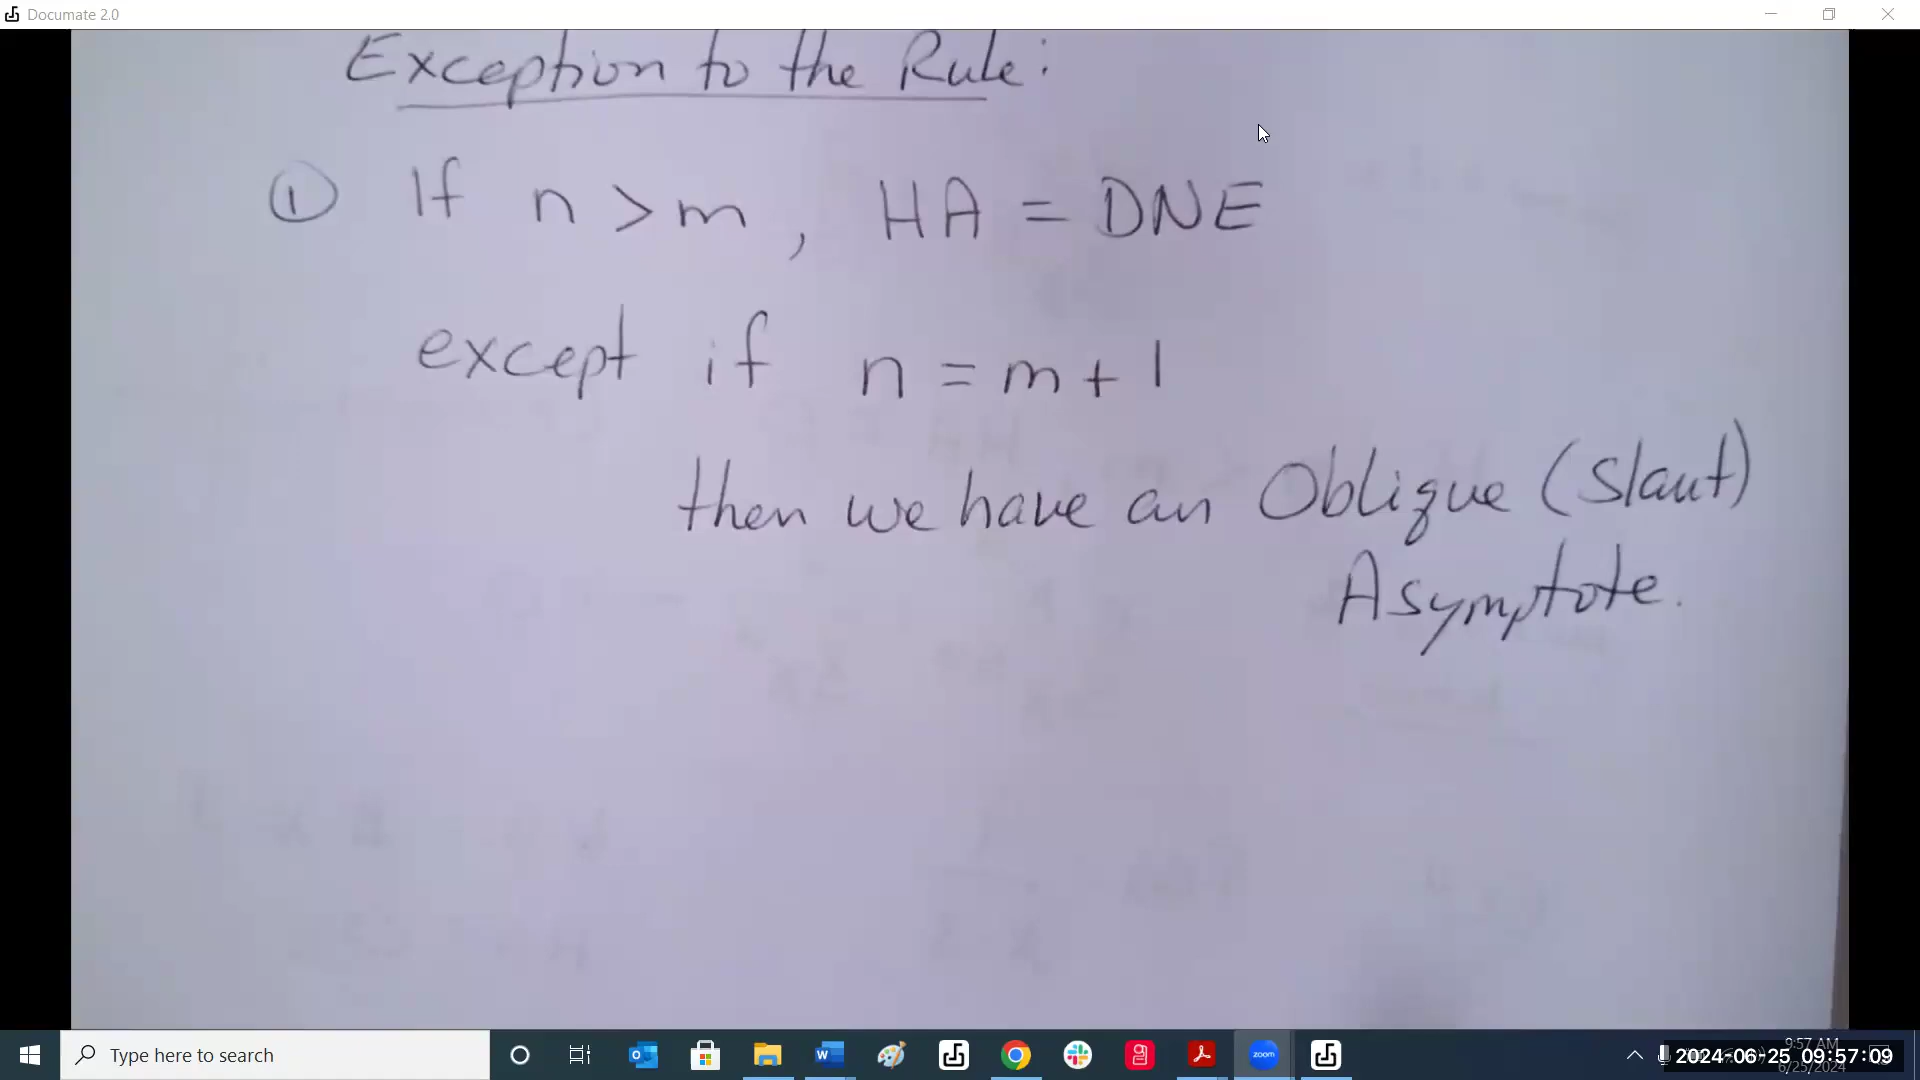 Documate 2.0
Exception to the Rule:
① If n > m, HA = DNE
except if n = m + 1
then we have an Oblique (Slant)
Asymptote.
Type here to search
zoom
9:57 AM
2024-06-25 09:57:09
6/25/2024